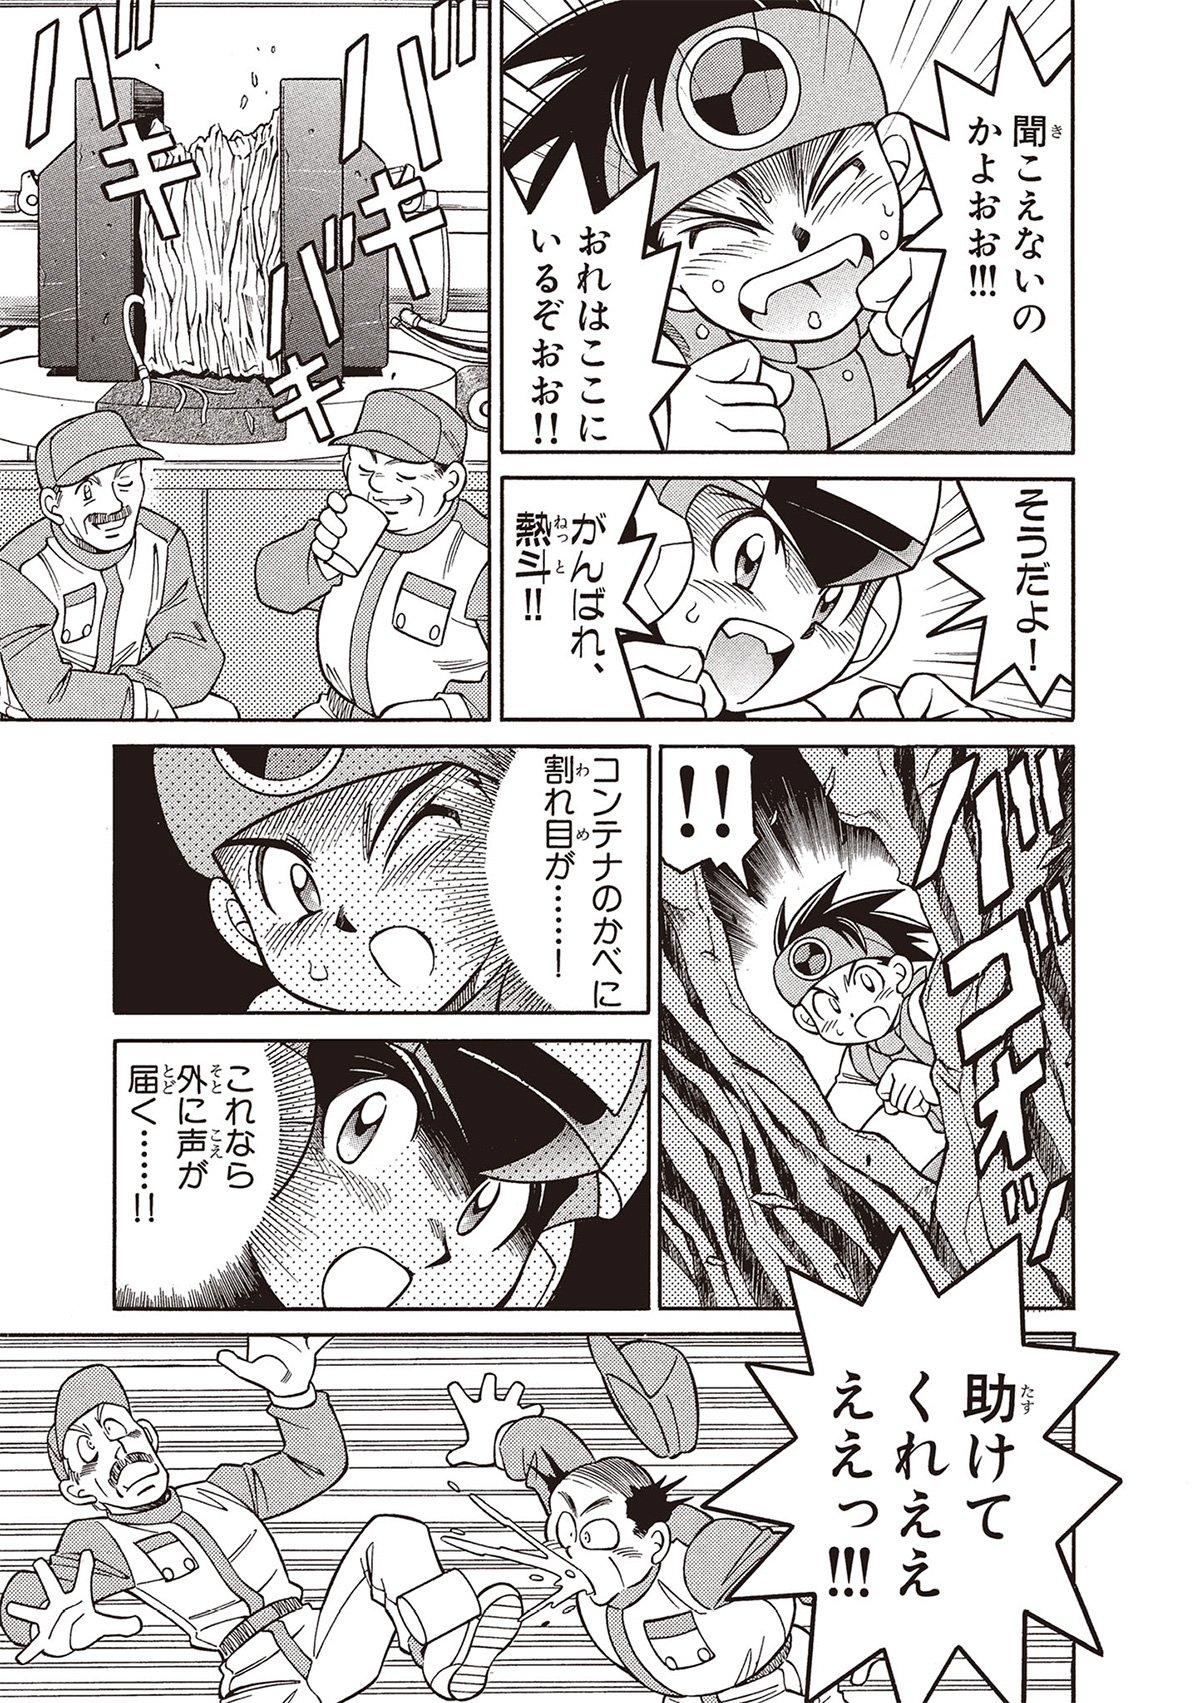 聞こえないの
かよおお!!!
おれはここに
いるぞおお!!
そうだよ!
がんばれ、
熱斗!!
バキ
バキ
バキ
!!
バゴォ
コンテナのかべに
割れ目が……!
これなら
外に声が
届く……!!
助けて
くれええ
ええっ!!!